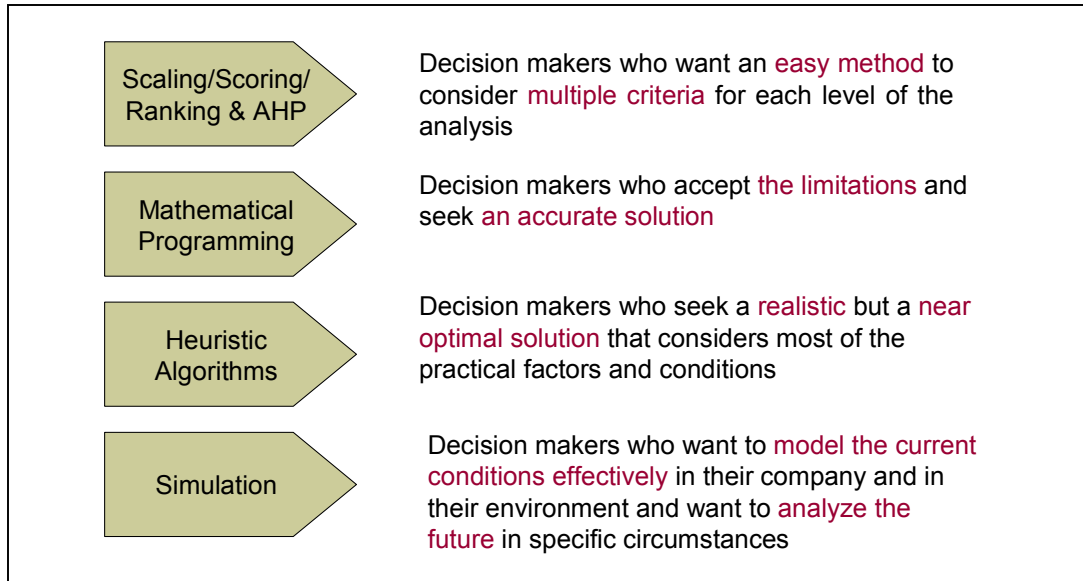 Scaling/Scoring/
Ranking & AHP
Decision makers who want an easy method to
consider multiple criteria for each level of the
analysis
Mathematical
Programming
Decision makers who accept the limitations and
seek an accurate solution
Heuristic
Algorithms
Decision makers who seek a realistic but a near
optimal solution that considers most of the
practical factors and conditions
Simulation
Decision makers who want to model the current
conditions effectively in their company and in
their environment and want to analyze the
future in specific circumstances